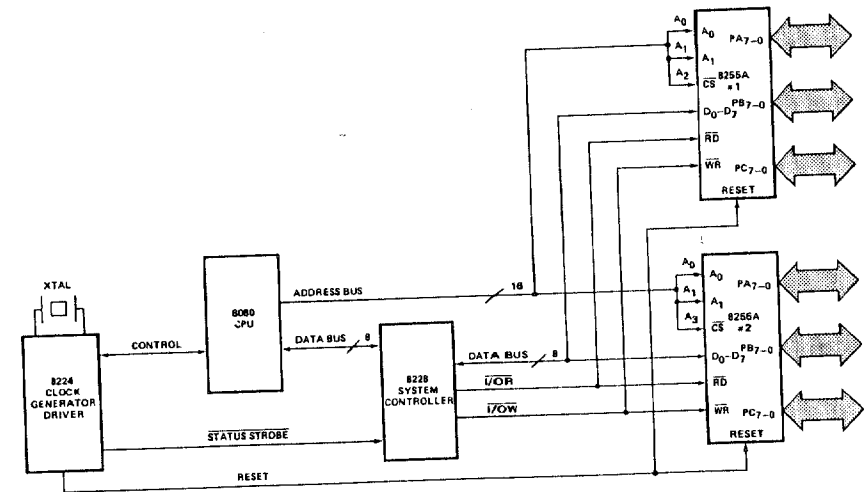 A0
A0
PA7-0
A1
A1
8255A
A2
CS
#1
D0-D7
PB7-0
RD
WR
PC7-0
RESET
XTAL
8080
CPU
ADDRESS BUS
16
A0
A0
PA7-0
A1
A1
8255A
A3
CS
#2
D0-D7
PB7-0
RD
WR
PC7-0
RESET
CONTROL
DATA BUS
8
8224
CLOCK
GENERATOR
DRIVER
8228
SYSTEM
CONTROLLER
DATA BUS
8
I/OR
I/OW
STATUS STROBE
RESET